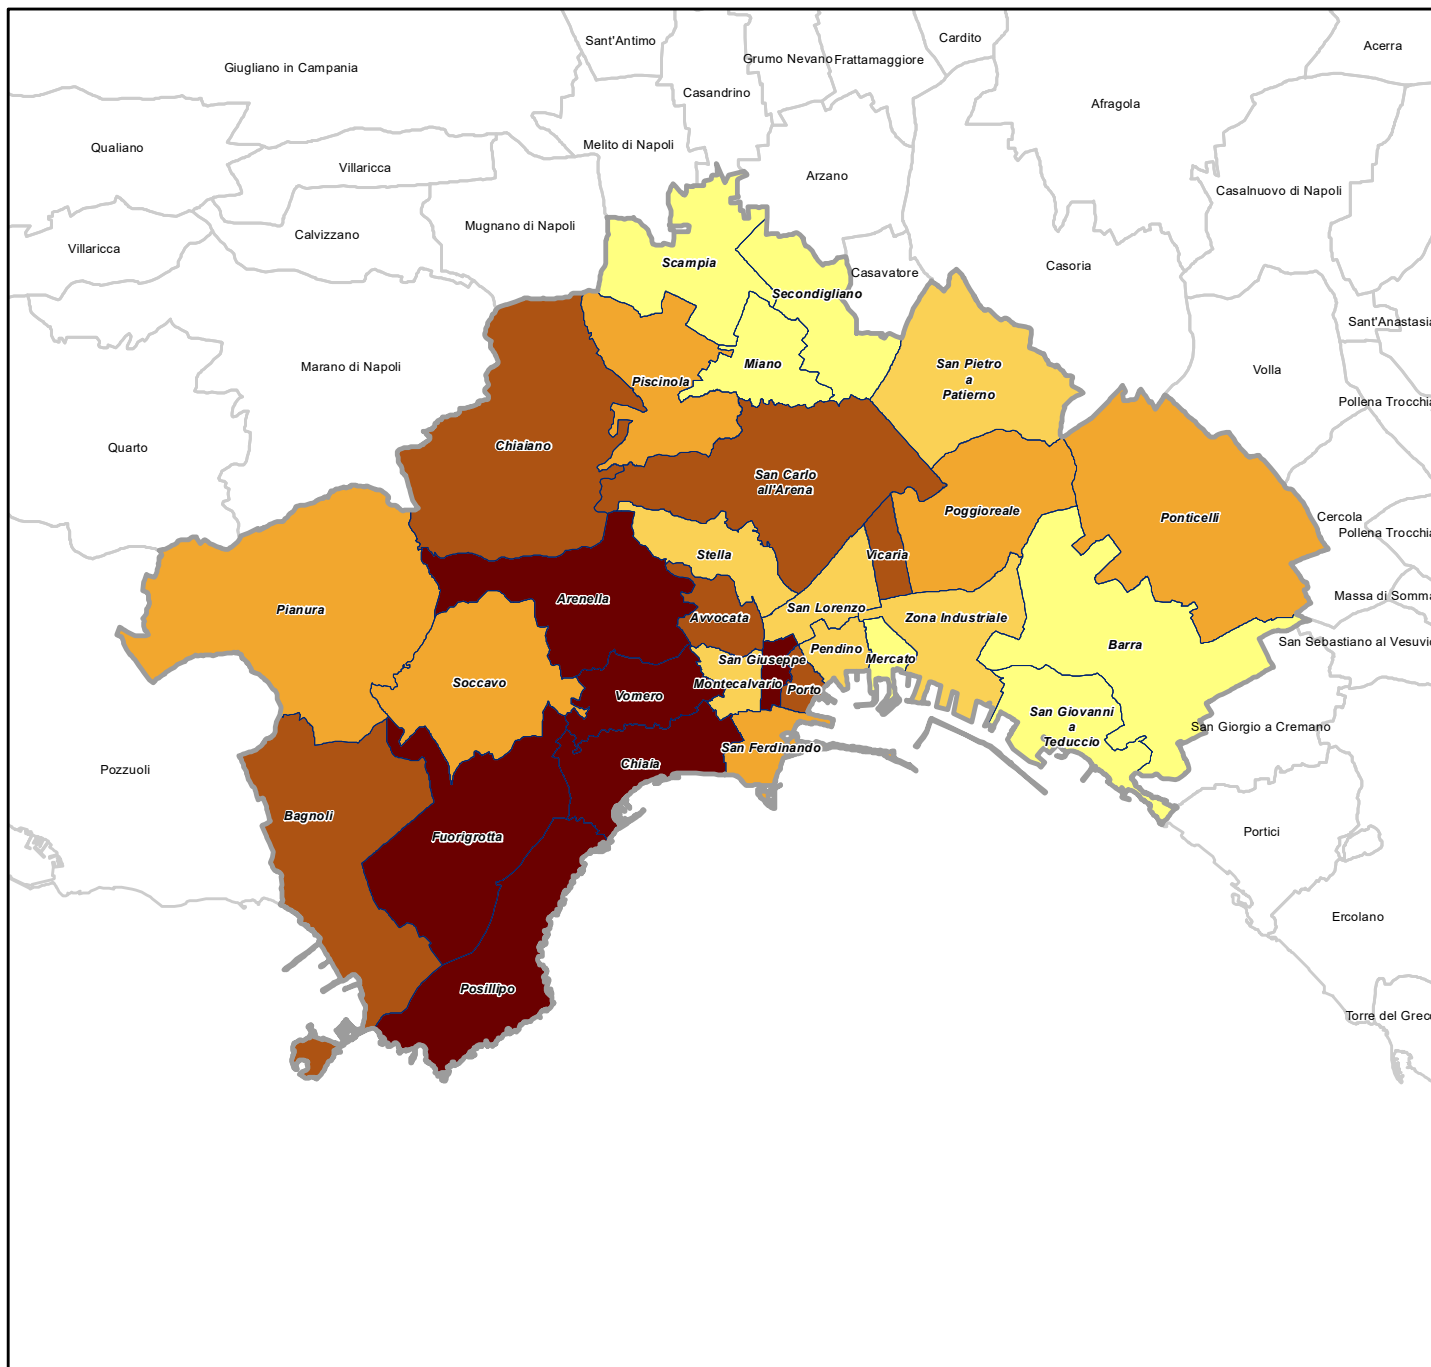 Sant'Antimo
Cardito
Acerra
Giugliano in Campania
Grumo Nevano
Frattamaggiore
Casandrino
Afragola
Qualiano
Melito di Napoli
Villaricca
Arzano
Casalnuovo di Napoli
Mugnano di Napoli
Calvizzano
Villaricca
Scampia
Casavatore
Casoria
Secondigliano
Sant'Anastasia
Marano di Napoli
Miano
San Pietro
a
Patierno
Volla
Piscinola
Pollena Trocchia
Quarto
Chiaiano
San Carlo
all'Arena
Poggioreale
Ponticelli
Cercola
Pollena Trocchia
Stella
Vicaria
Massa di Somma
Pianura
Arenella
Avvocata
San Lorenzo
Zona Industriale
San Sebastiano al Vesuvio
Barra
Pendino
San Giuseppe
Mercato
Soccavo
Montecalvario
Porto
Vomero
San Giovanni
a
Teduccio
San Giorgio a Cremano
San Ferdinando
Chiaia
Pozzuoli
Bagnoli
Fuorigrotta
Portici
Ercolano
Posillipo
Torre del Greco